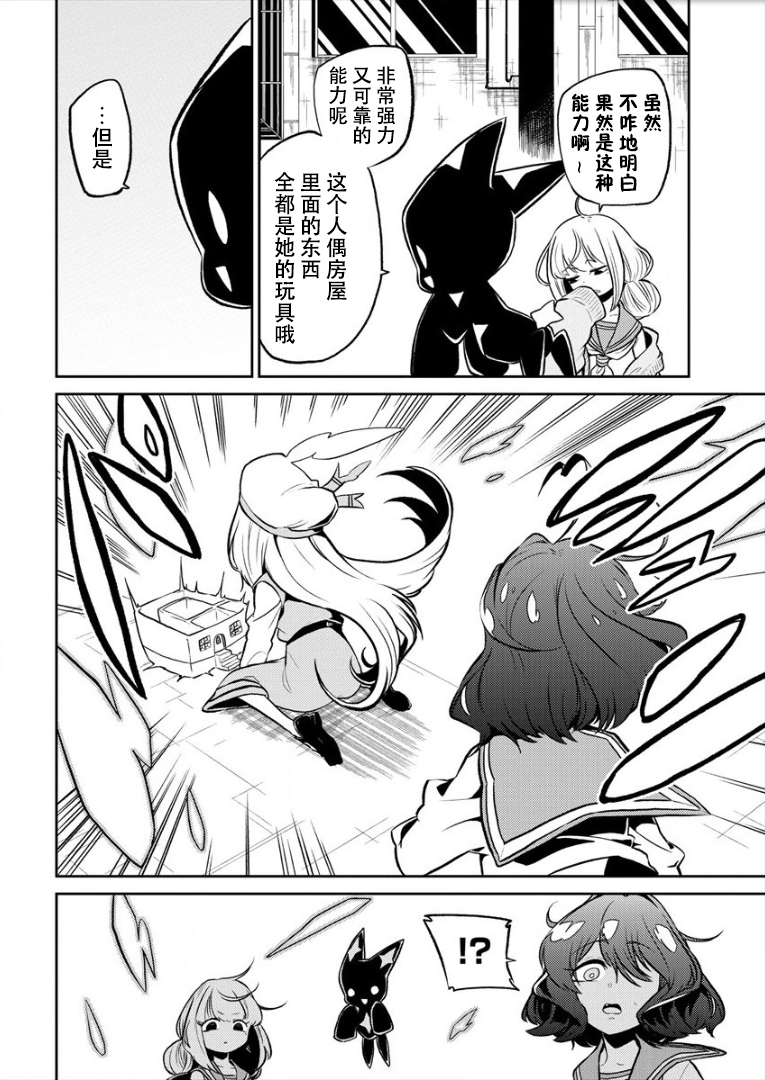 虽然
不咋地明白
果然是这种
能力啊~
非常强力
又可靠的
能力呢
这个人偶房屋
里面的东西
全都是她的玩具哦
…但是
!?